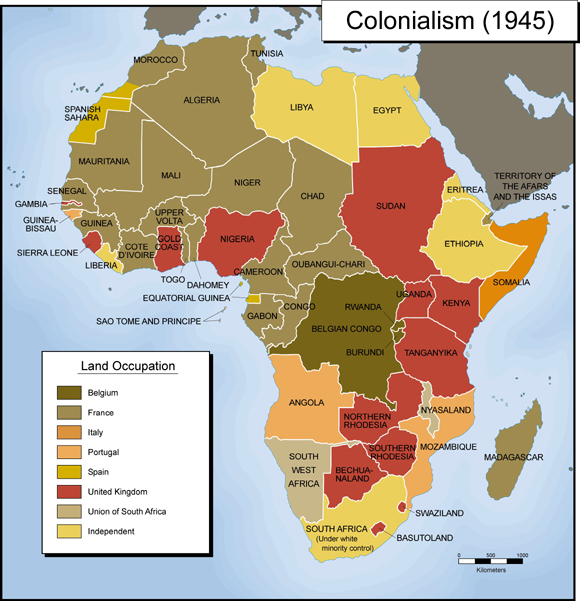 Colonialism (1945)
MOROCCO
TUNISIA
ALGERIA
LIBYA
EGYPT
SPANISH
SAHARA
MAURITANIA
MALI
NIGER
CHAD
SUDAN
ERITREA
TERRITORY OF
THE AFARS
AND THE ISSAS
SENEGAL
GAMBIA
GUINEA-
BISSAU
GUINEA
UPPER
VOLTA
SIERRA LEONE
LIBERIA
COTE
D'IVOIRE
GOLD
COAST
TOGO
DAHOMEY
NIGERIA
CAMEROON
OUBANGUI-CHARI
ETHIOPIA
SOMALIA
EQUATORIAL GUINEA
SAO TOME AND PRINCIPE
GABON
CONGO
RWANDA
BELGIAN CONGO
BURUNDI
UGANDA
KENYA
TANGANYIKA
ANGOLA
NORTHERN
RHODESIA
NYASALAND
MOZAMBIQUE
MADAGASCAR
SOUTH
WEST
AFRICA
BECHUA-
NALAND
SOUTHERN
RHODESIA
SWAZILAND
BASUTOLAND
SOUTH AFRICA
(Under white
minority control)
Land Occupation
Belgium
France
Italy
Portugal
Spain
United Kingdom
Union of South Africa
Independent
0 500 1000
Kilometers